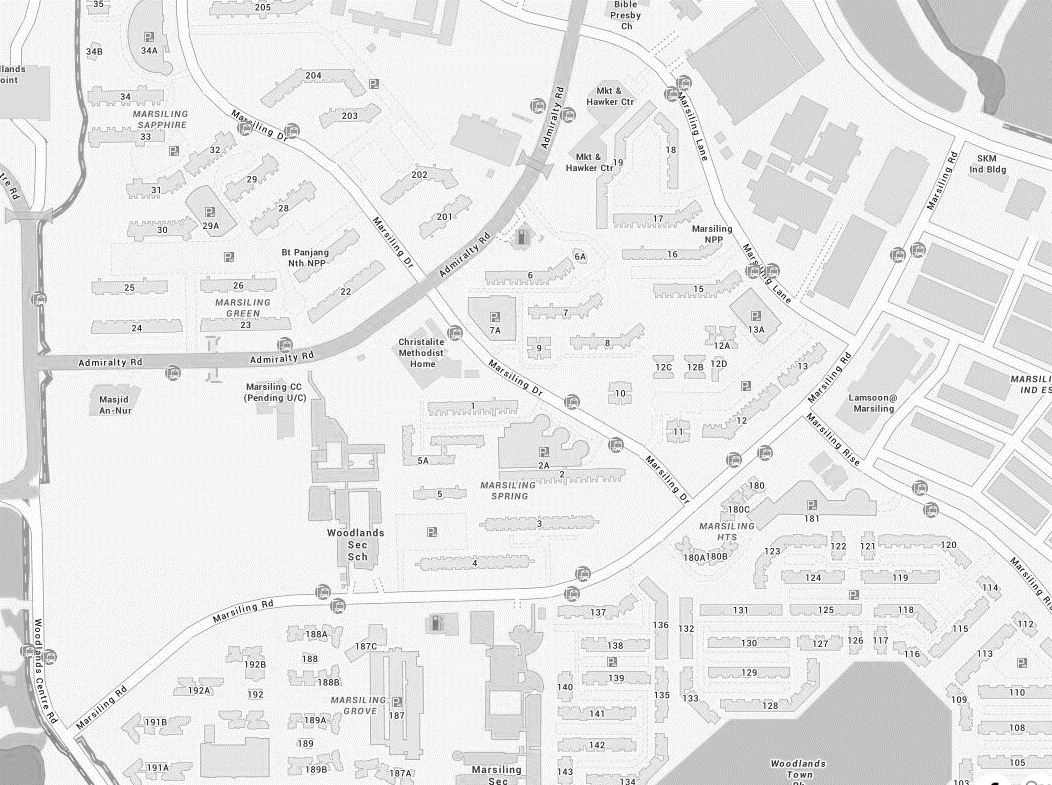 35
205
Bible
Presby
Ch
34A
34B
204
Mkt &
Hawker Ctr
Admiralty Rd
34
203
Marsiling Dr
MARSILING
SAPPHIRE
Marsiling Lane
33
32
18
19
Mkt &
Hawker Ctr
SKM
Ind Bldg
Marsiling Rd
31
29
202
28
29A
201
17
30
Marsiling
NPP
Marsiling Dr
Admiralty Rd
Bt Panjang
Nth NPP
16
6A
6
Marsiling Lane
25
26
22
15
MARSILING
GREEN
7
24
23
7A
13A
8
9
12A
Christalite
Methodist
Home
Admiralty Rd
Admiralty Rd
12C
12B
12D
13
Marsiling Rd
Marsiling Dr
Marsiling CC
(Pending U/C)
Masjid
An-Nur
10
Lamsoon@
Marsiling
1
12
11
Marsiling Rise
5A
2A
2
Marsiling Dr
MARSILING
SPRING
5
180
180C
181
3
MARSILING
HTS
Woodlands
Sec
Sch
180A
180B
123
122
121
120
4
124
119
114
Marsiling Rd
137
131
125
118
136
132
112
115
188A
187C
138
130
127
126
117
116
113
188
192B
139
129
188B
192A
192
140
135
133
128
110
109
MARSILING
GROVE
187
Woodlands Centre Rd
Marsiling Rd
191B
189A
141
108
189
142
191A
189B
187A
Marsiling
Sec
143
134
Woodlands
Town
105
103